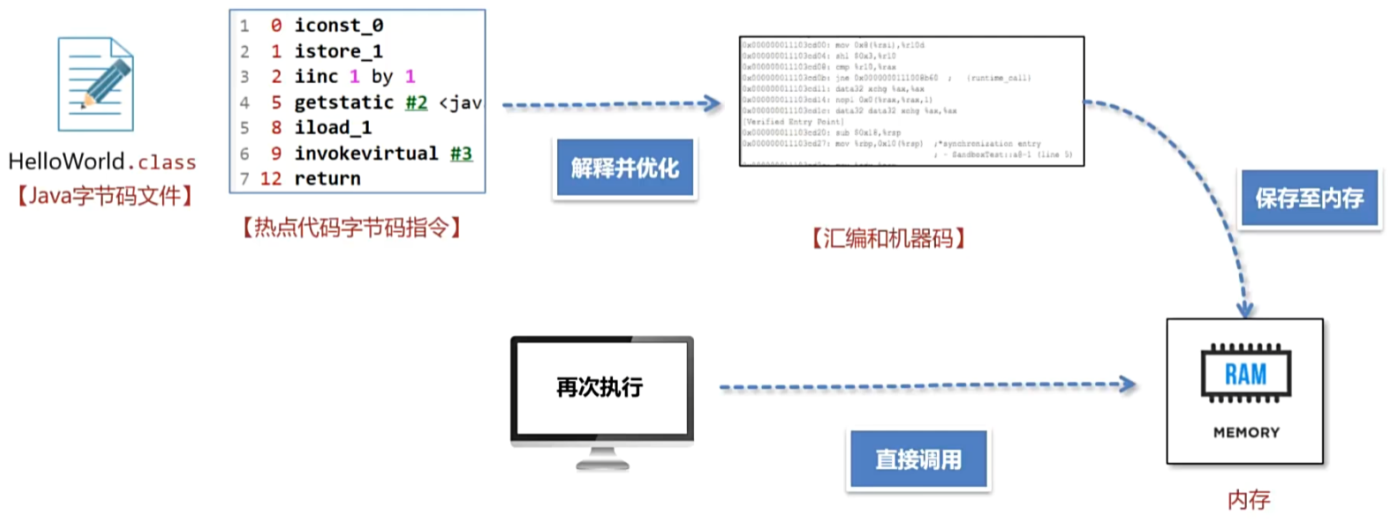 HelloWorld.class
【Java字节码文件】
1 0 iconst_0
2 1 istore_1
3 2 iinc 1 by 1
4 5 getstatic #2 <jav
5 8 iload_1
6 9 invokevirtual #3
7 12 return
【热点代码字节码指令】
解释并优化
0x000000011103cd00: mov 0x8(%rsi),%r10d
0x000000011103cd04: shl $0x3,%r10
0x000000011103cd08: cmp %r10,%rax
0x000000011103cd0b: jne 0x0000000111008b60 ; {runtime_call}
0x000000011103cd11: data32 xchg %ax,%ax
0x000000011103cd14: nopl 0x0(%rax,%rax,1)
0x000000011103cd1c: data32 data32 xchg %ax,%ax
[Verified Entry Point]
0x000000011103cd20: sub $0x18,%rsp
0x000000011103cd27: mov %rbp,0x10(%rsp) ;*synchronization entry
【汇编和机器码】
保存至内存
再次执行
直接调用
RAM
MEMORY
内存